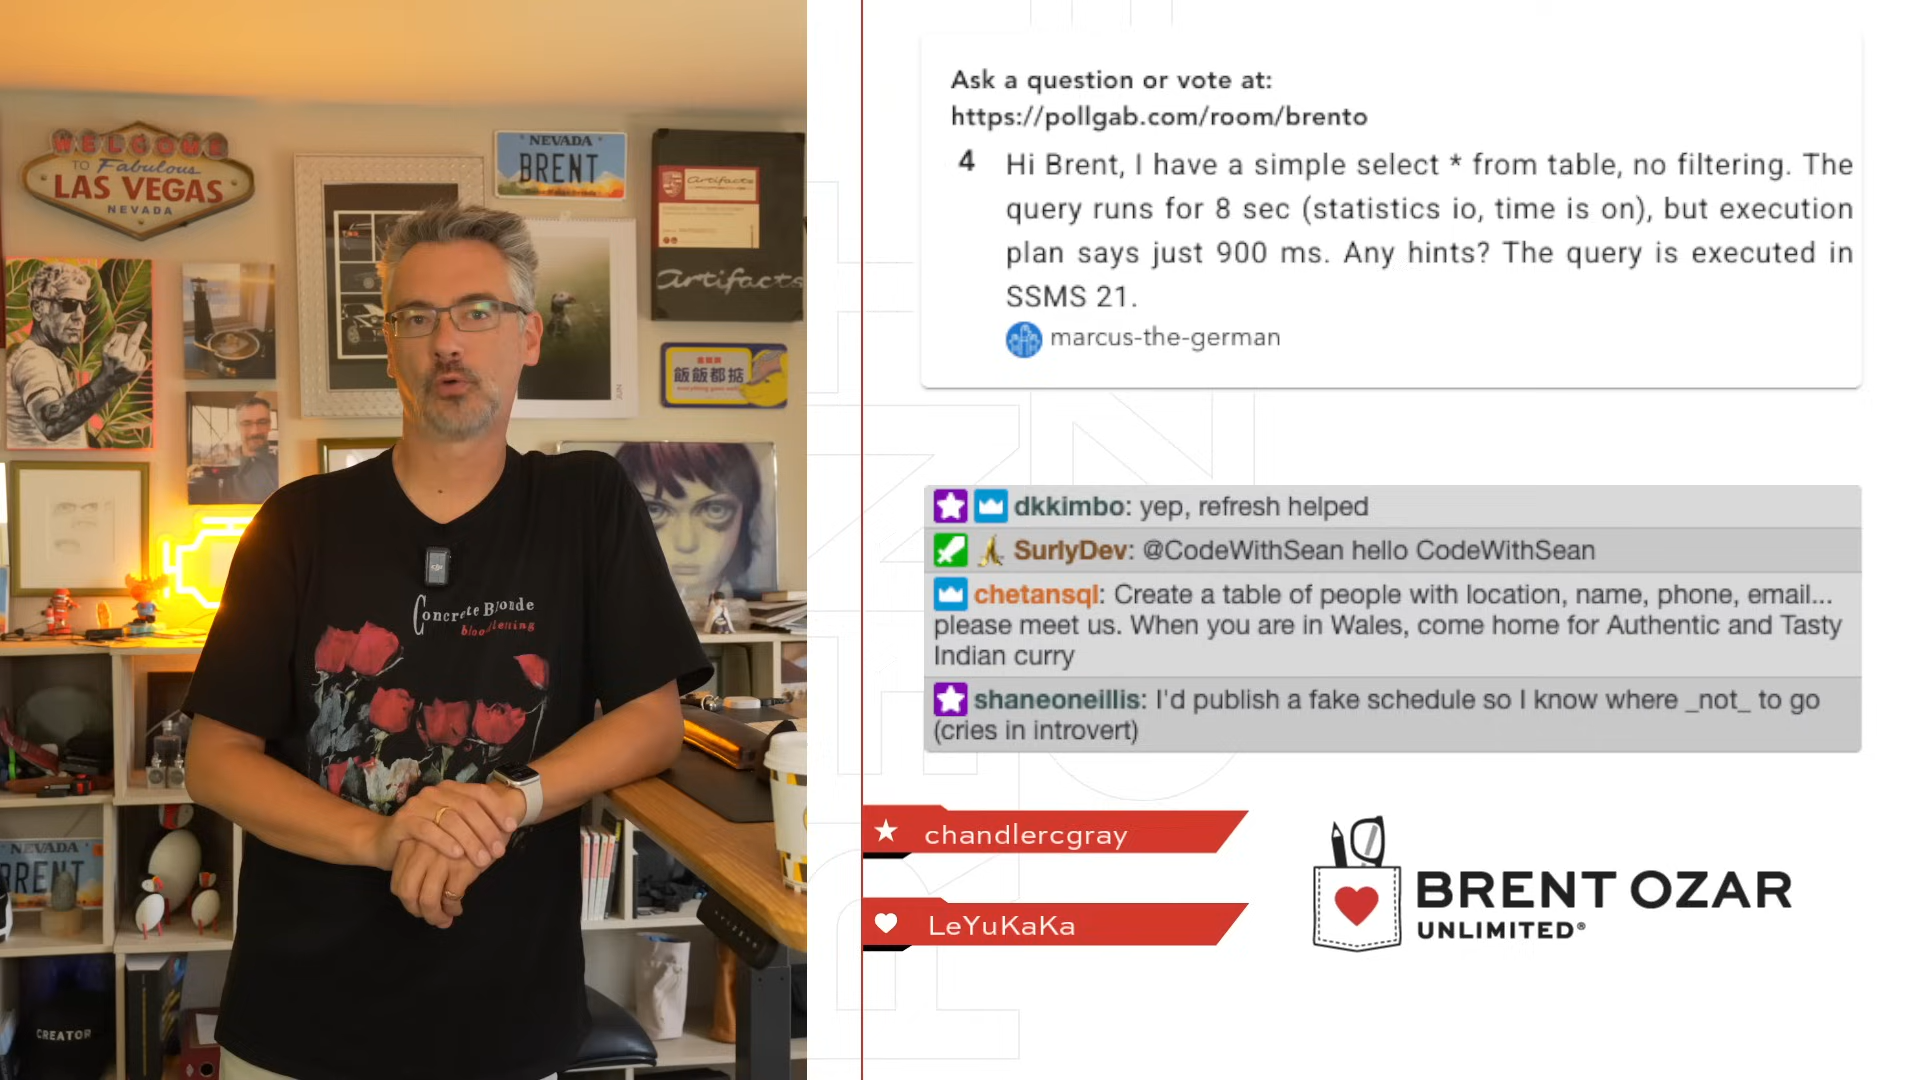 WELCOME
TO Fabulous
LAS VEGAS
NEVADA
NEVADA
BRENT
Artifacts
Artifacts
飯飯都掂
JUN
Concrete Blonde
bloodletting
NEVADA
BRENT
CREATOR
Ask a question or vote at:
https://pollgab.com/room/brento
4 Hi Brent, I have a simple select * from table, no filtering. The
query runs for 8 sec (statistics io, time is on), but execution
plan says just 900 ms. Any hints? The query is executed in
SSMS 21.
marcus-the-german
dkkimbo: yep, refresh helped
SurlyDev: @CodeWithSean hello CodeWithSean
chetansql: Create a table of people with location, name, phone, email...
please meet us. When you are in Wales, come home for Authentic and Tasty
Indian curry
shaneoneillis: I'd publish a fake schedule so I know where _not_ to go
(cries in introvert)
chandlercgray
LeYuKaKa
BRENT OZAR
UNLIMITED®